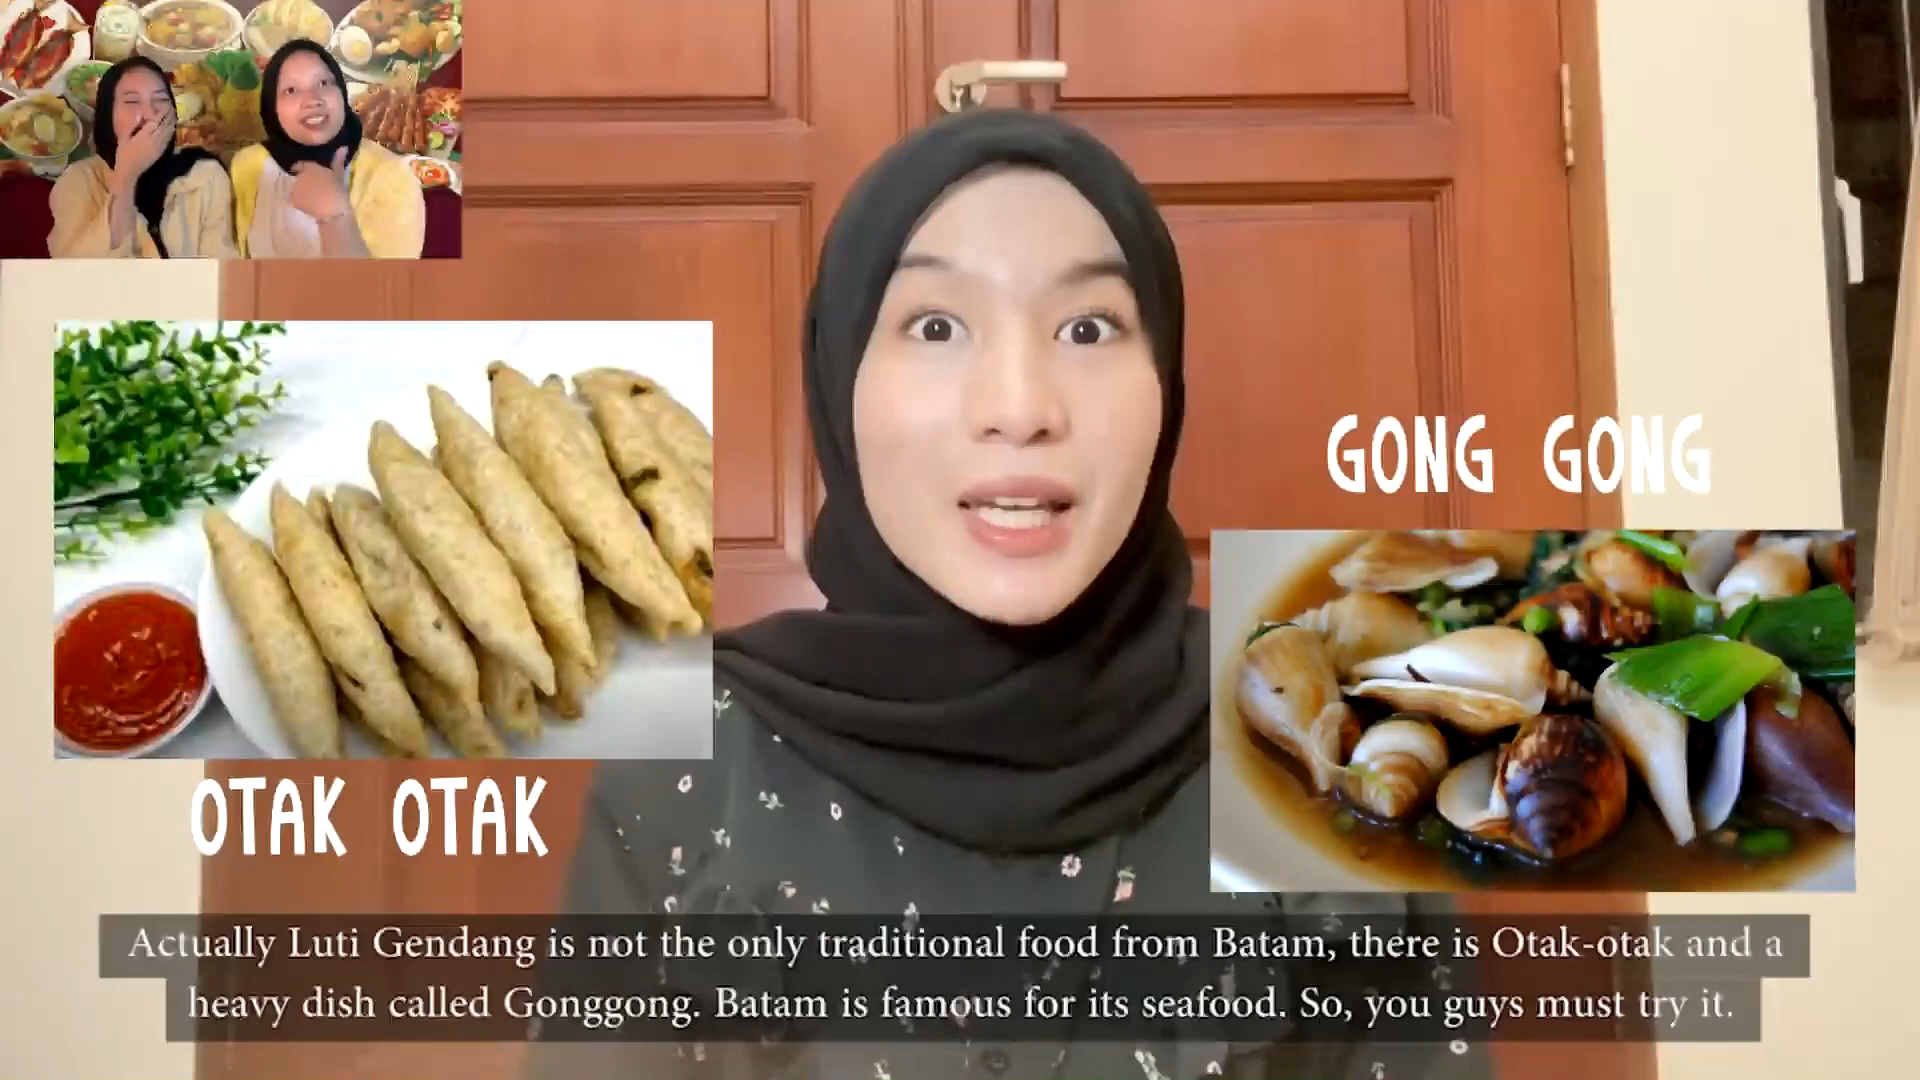 GONG GONG
OTAK OTAK
Actually Luti Gendang is not the only traditional food from Batam, there is Otak-otak and a
heavy dish called Gonggong. Batam is famous for its seafood. So, you guys must try it.